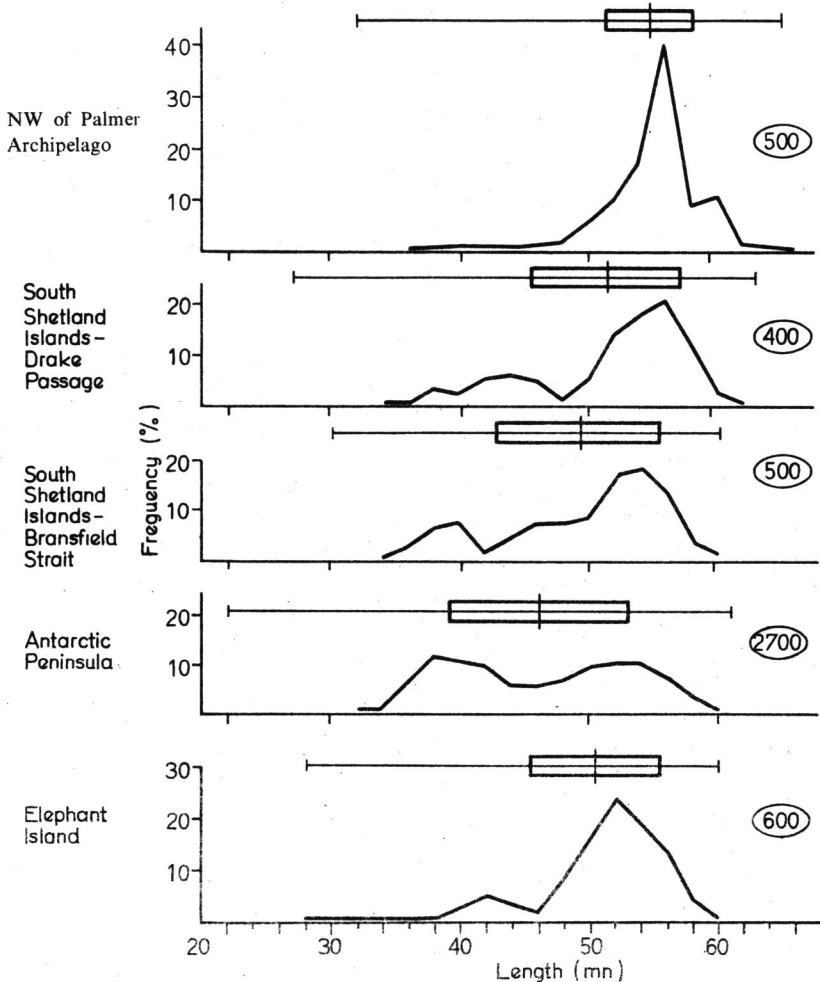 40
30
20
10
NW of Palmer
Archipelago
500
South
Shetland
Islands-
Drake
Passage
20
10
400
Freguency (%)
South
Shetland
Islands-
Bransfield
Strait
20
10
500
Antarctic
Peninsula
20
10
2700
Elephant
Island
30
20
10
600
20 30 40 50 60
Length (mn)